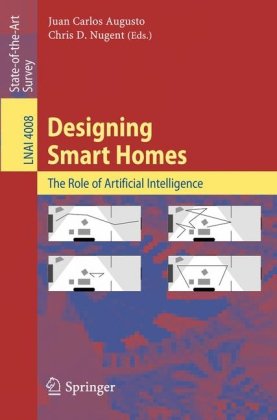 Juan Carlos Augusto
Chris D. Nugent (Eds.)
State-of-the-Art
Survey
LNAI 4008
Designing
Smart Homes
The Role of Artificial Intelligence
Springer